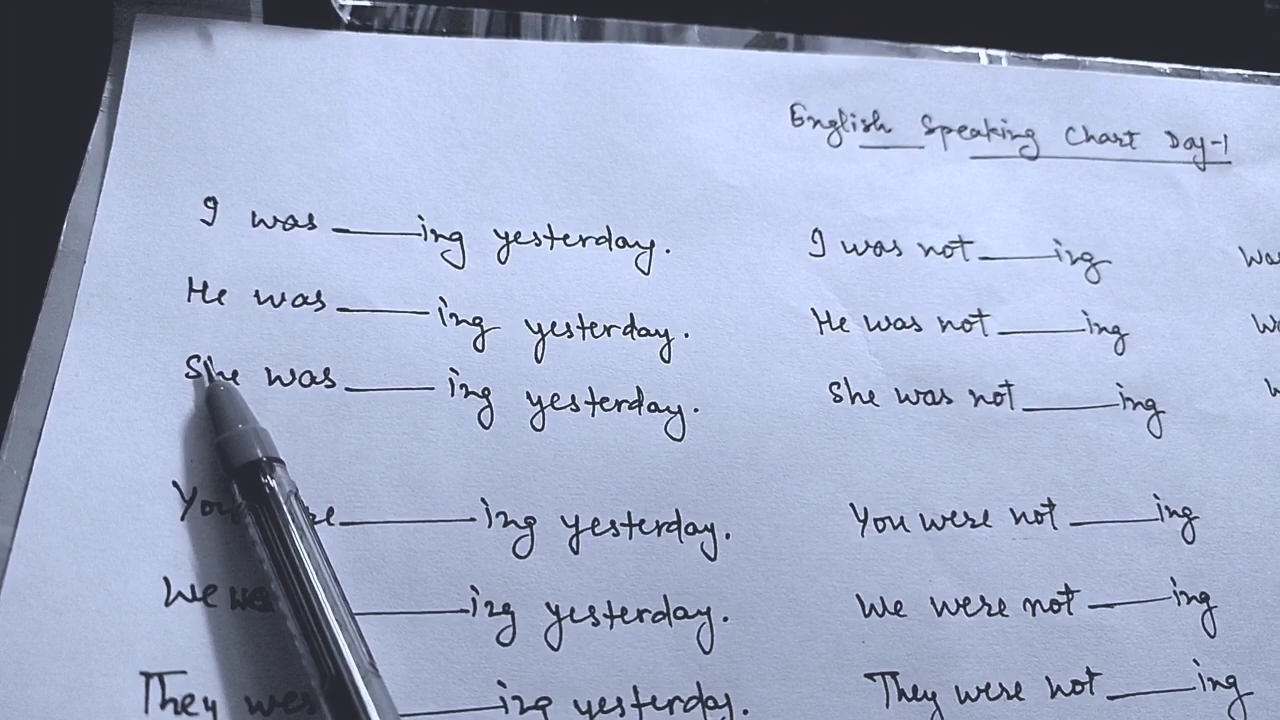 English Speaking Chart Day-1
I was ____ing yesterday.
He was ____ing yesterday.
She was ____ing yesterday.
You ____ing yesterday.
We ____ing yesterday.
They ____ing yesterday.
I was not ____ing
He was not ____ing
She was not ____ing
You were not ____ing
We were not ____ing
They were not ____ing